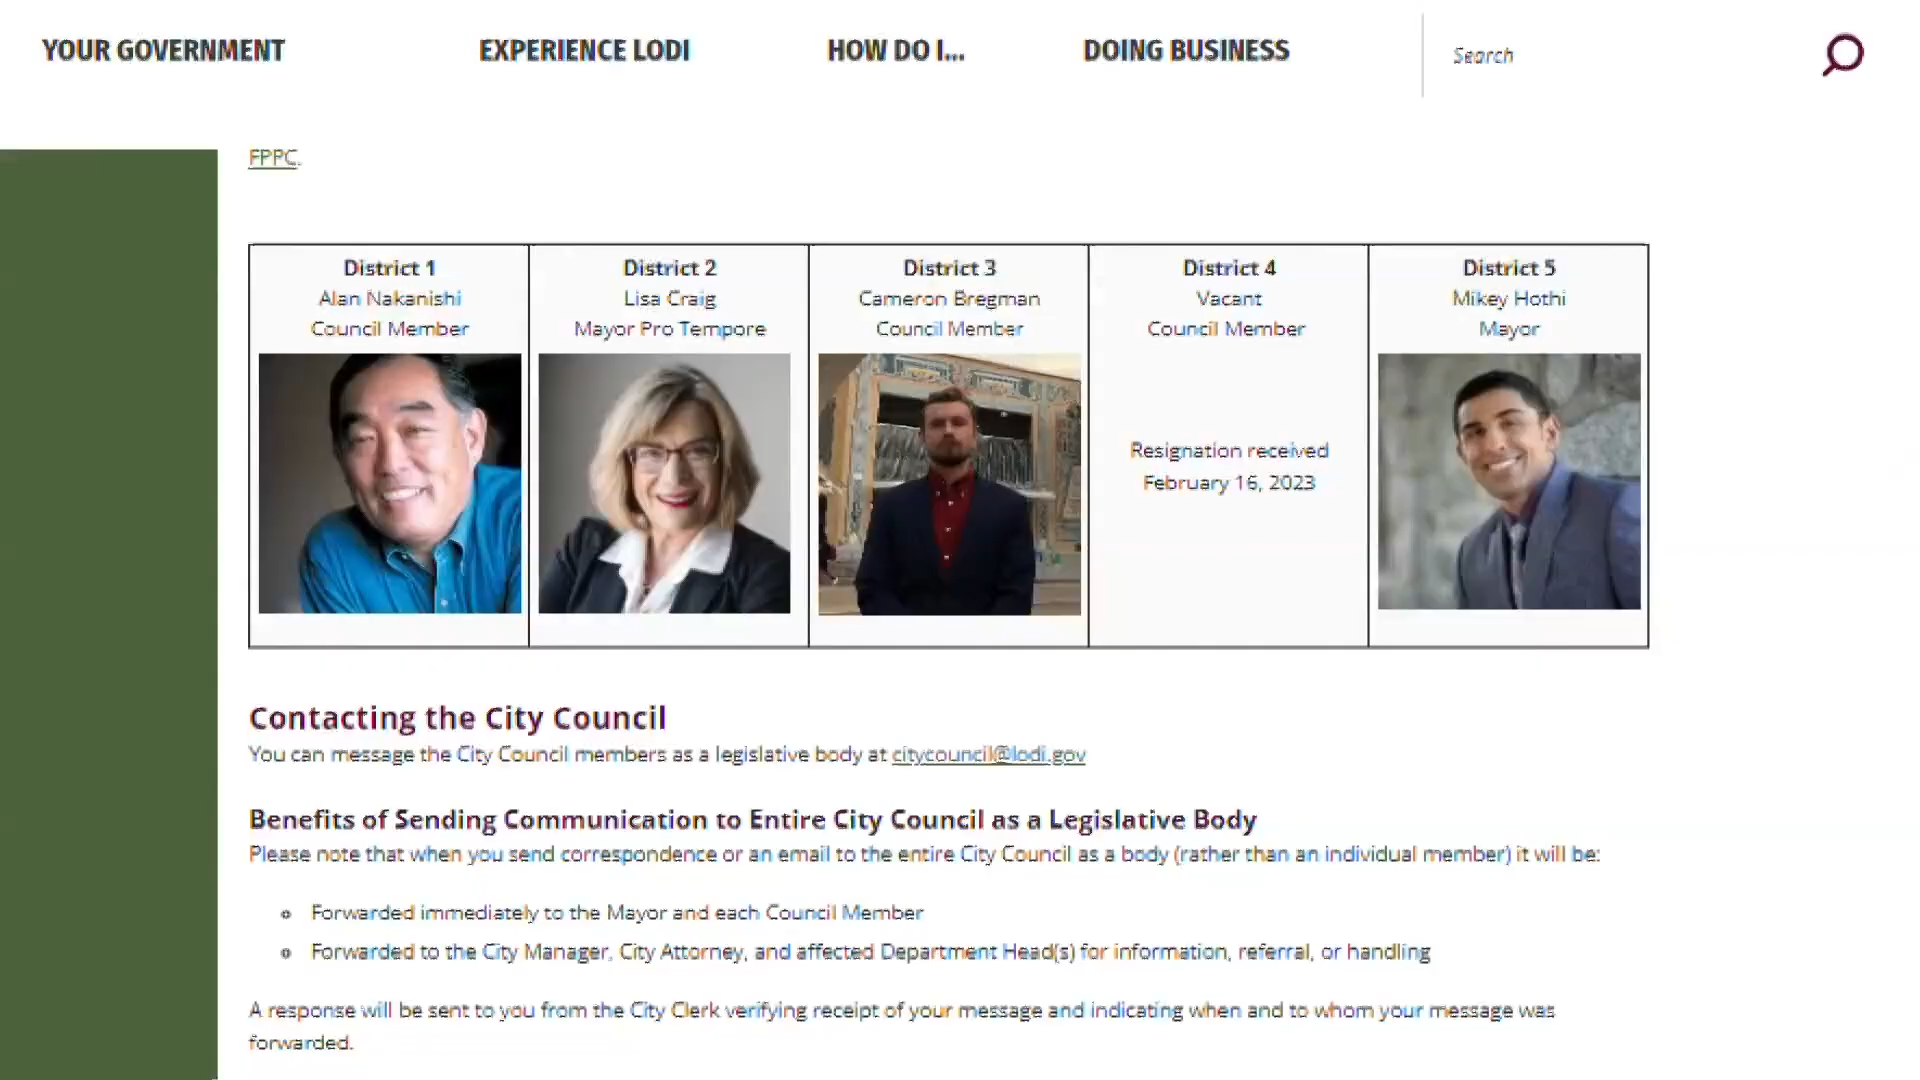 YOUR GOVERNMENT
EXPERIENCE LODI
HOW DO I...
DOING BUSINESS
Search
FPPC.
District 1
Alan Nakanishi
Council Member
District 2
Lisa Craig
Mayor Pro Tempore
District 3
Cameron Bregman
Council Member
District 4
Vacant
Council Member
Resignation received
February 16, 2023
District 5
Mikey Hothi
Mayor
Contacting the City Council
You can message the City Council members as a legislative body at citycouncil@lodi.gov
Benefits of Sending Communication to Entire City Council as a Legislative Body
Please note that when you send correspondence or an email to the entire City Council as a body (rather than an individual member) it will be:
Forwarded immediately to the Mayor and each Council Member
Forwarded to the City Manager, City Attorney, and affected Department Head(s) for information, referral, or handling
A response will be sent to you from the City Clerk verifying receipt of your message and indicating when and to whom your message was
forwarded.